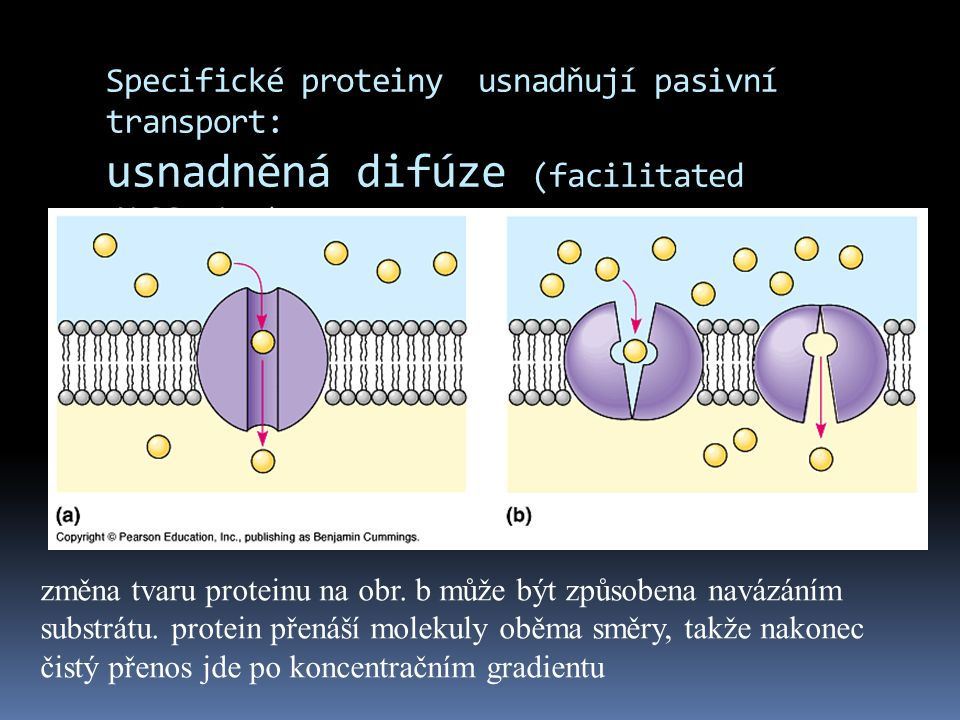 Specifické proteiny  usnadňují pasivní
transport:
usnadněná difúze (facilitated
(a)
(b)
Copyright © Pearson Education, Inc., publishing as Benjamin Cummings.
změna tvaru proteinu na obr. b může být způsobena navázáním
substrátu. protein přenáší molekuly oběma směry, takže nakonec
čistý přenos jde po koncentračním gradientu